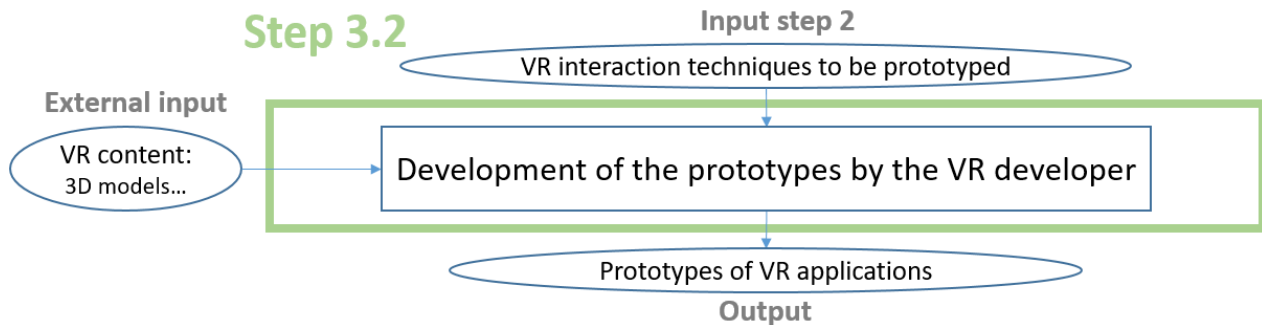 Step 3.2
Input step 2
VR interaction techniques to be prototyped
External input
VR content:
3D models...
Development of the prototypes by the VR developer
Prototypes of VR applications
Output